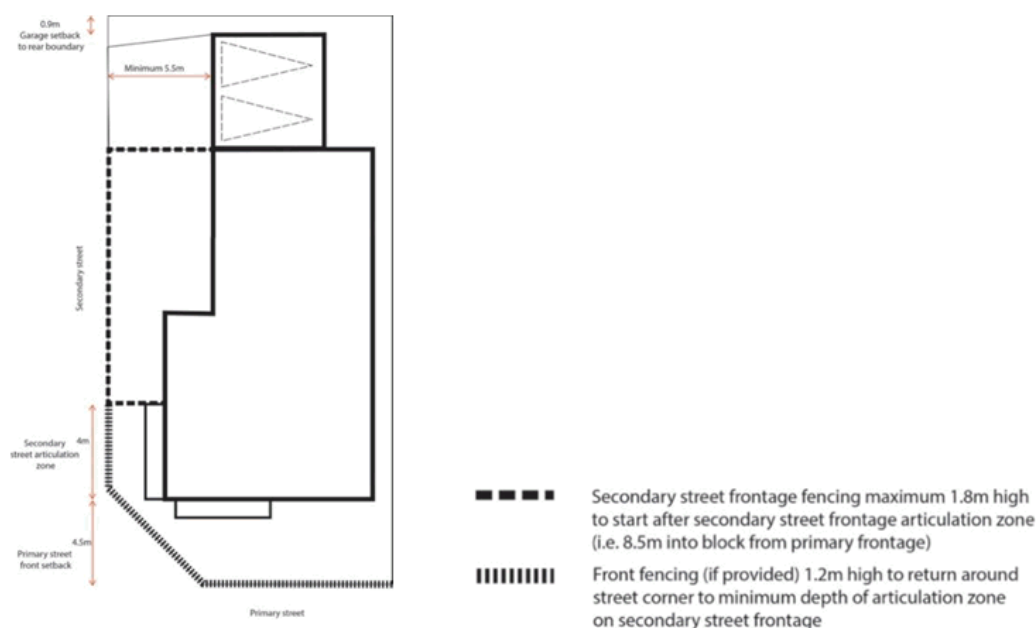 0.9m
Garage setback
to rear boundary
Minimum 5.5m
Secondary street
Secondary
street articulation
zone
4m
4.5m
Primary street
front setback
Primary street
Secondary street frontage fencing maximum 1.8m high
to start after secondary street frontage articulation zone
(i.e. 8.5m into block from primary frontage)
Front fencing (if provided) 1.2m high to return around
street corner to minimum depth of articulation zone
on secondary street frontage